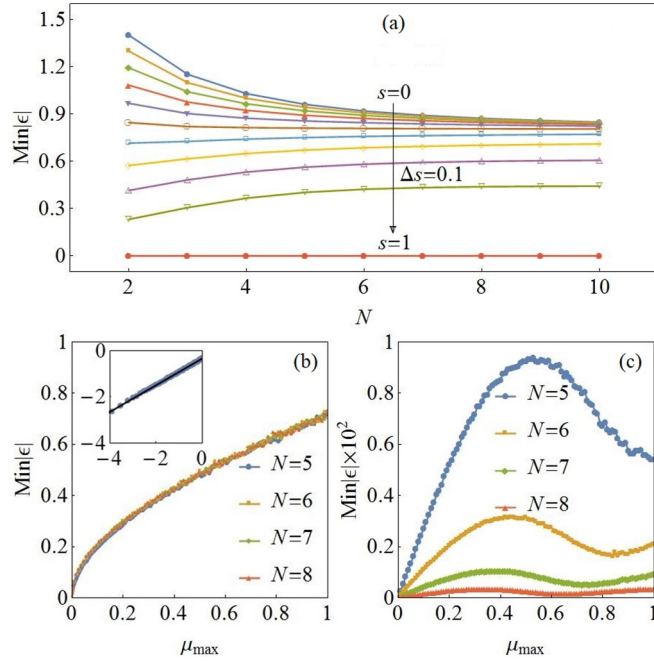 (a)
1.5
1.2
0.9
0.6
0.3
0
Min|ϵ|
s=0
Δs=0.1
s=1
2 4 6 8 10
N
(b)
1
0.8
0.6
0.4
0.2
0
Min|ϵ|
0
−2
−4
−4 −2 0
N=5
N=6
N=7
N=8
0 0.2 0.4 0.6 0.8 1
μmax
(c)
1
0.8
0.6
0.4
0.2
0
Min|ϵ|×10²
N=5
N=6
N=7
N=8
0 0.2 0.4 0.6 0.8 1
μmax